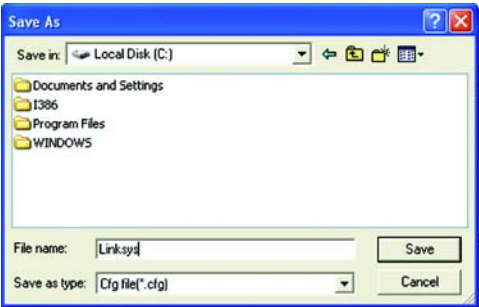 Save As
Save in: Local Disk (C:)
Documents and Settings
I386
Program Files
WINDOWS
File name: Linksys Save
Save as type: Cfg file(*.cfg) Cancel